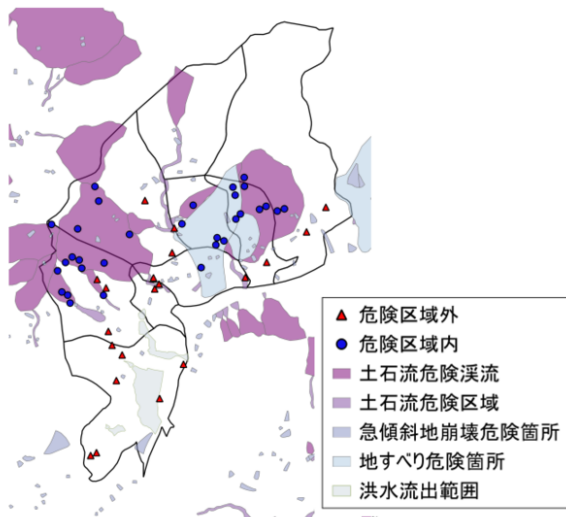 危険区域外
危険区域内
土石流危険渓流
土石流危険区域
急傾斜地崩壊危険箇所
地すべり危険箇所
洪水流出範囲